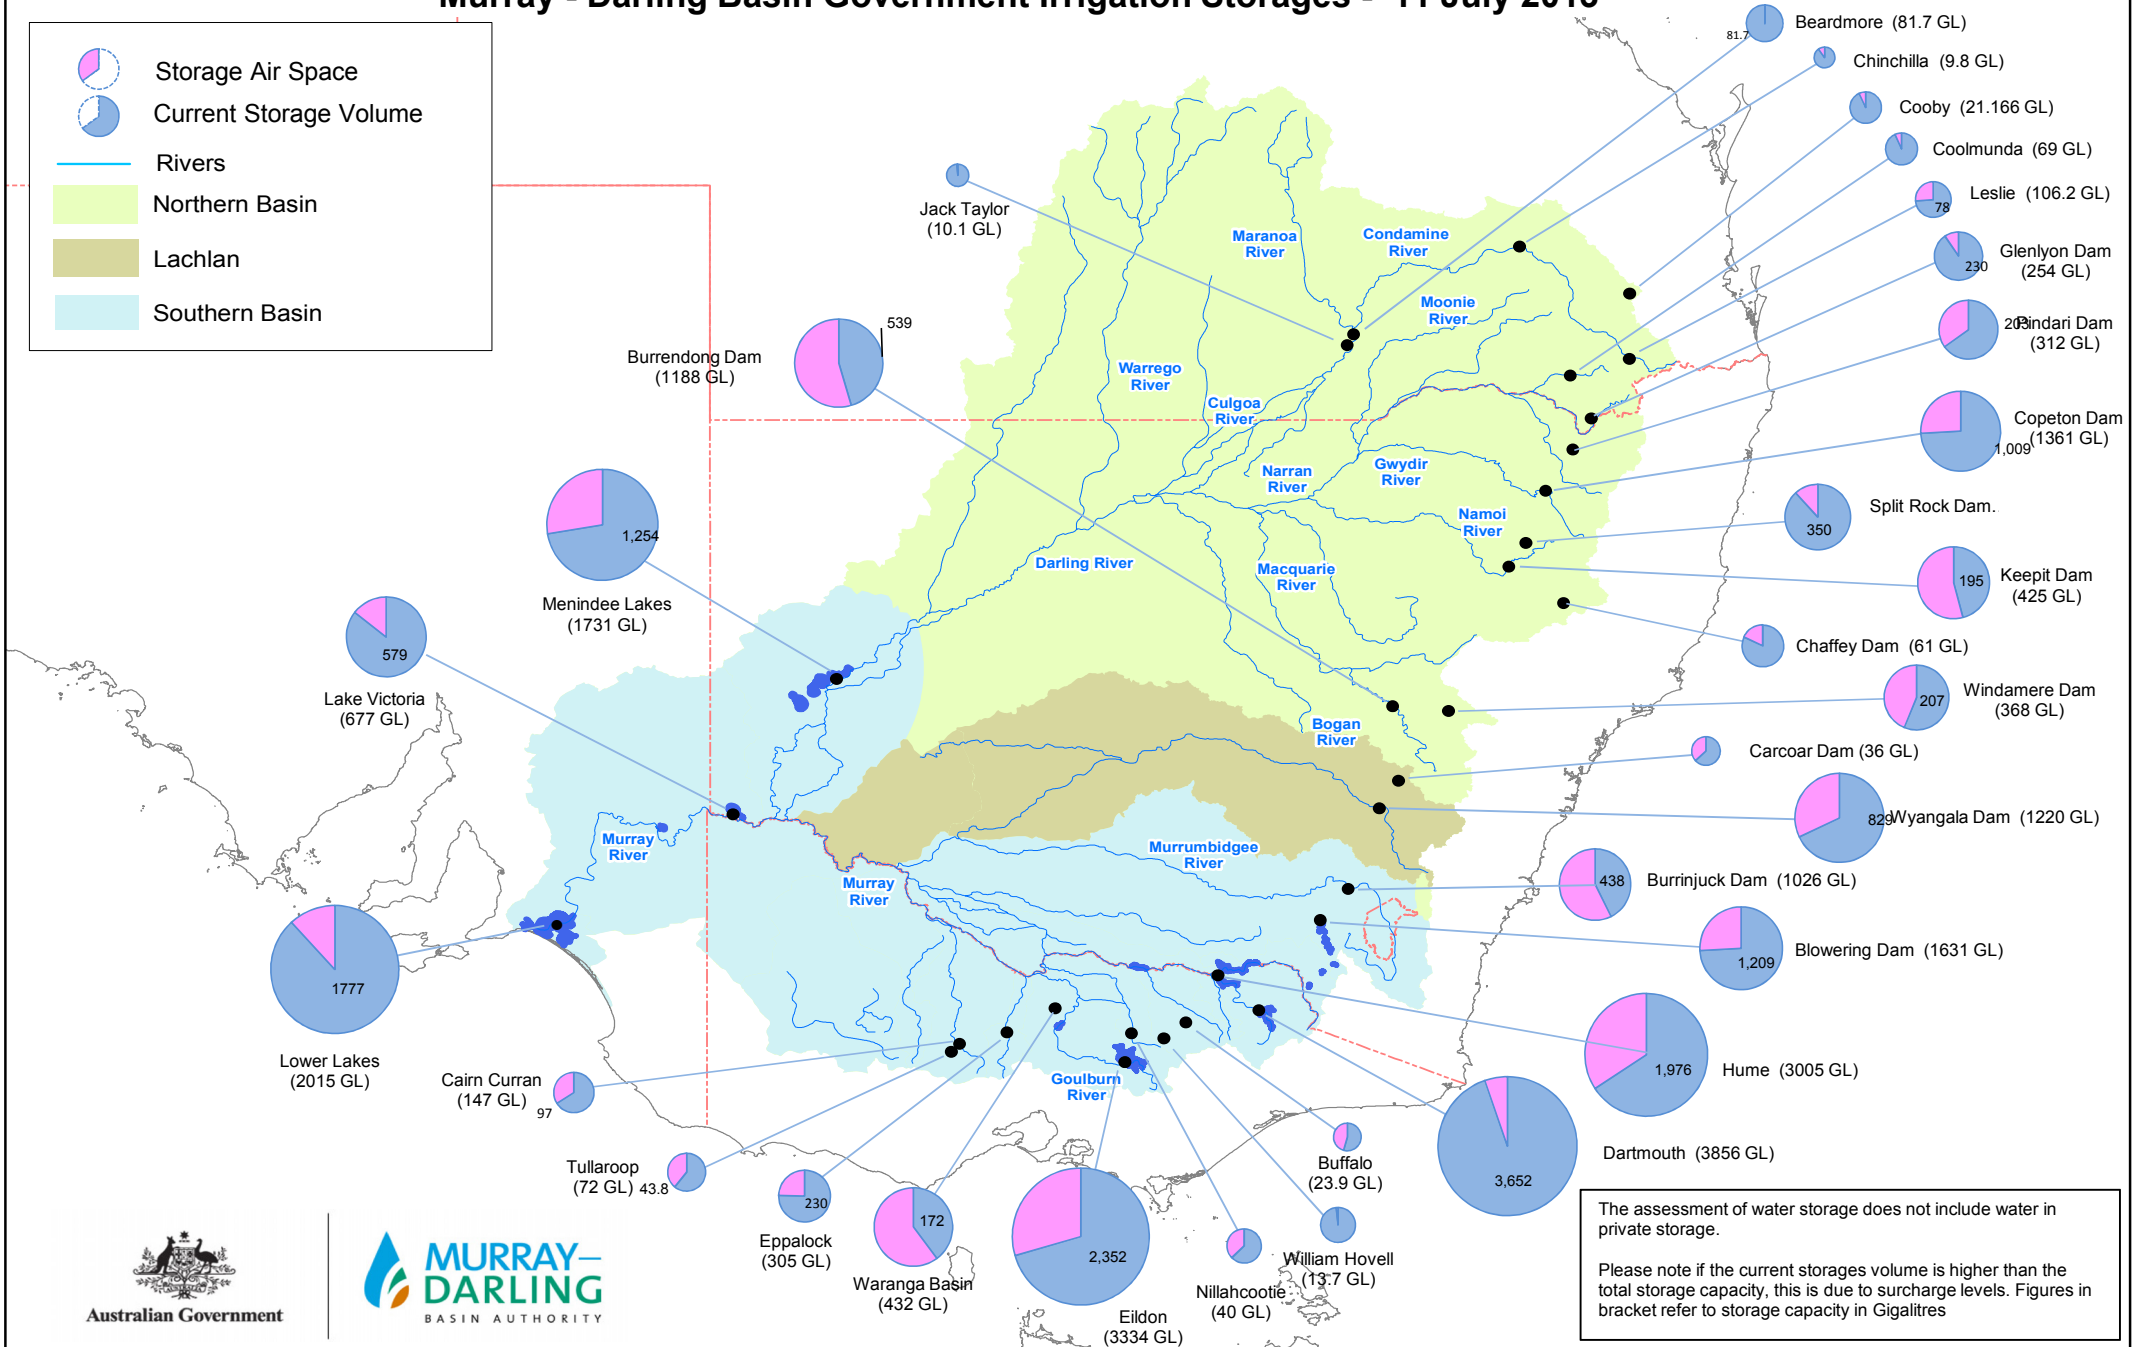 Murray - Darling Basin Government Irrigation Storages -
Storage Air Space
Current Storage Volume
Rivers
Northern Basin
Lachlan
Southern Basin
Beardmore (81.7 GL)
81.7
Chinchilla (9.8 GL)
Cooby (21.166 GL)
Coolmunda (69 GL)
Leslie (106.2 GL)
78
Glenlyon Dam
(254 GL)
230
Pindari Dam
(312 GL)
203
Copeton Dam
(1361 GL)
1,009
Split Rock Dam.
350
Keepit Dam
(425 GL)
195
Chaffey Dam (61 GL)
Windamere Dam
(368 GL)
207
Carcoar Dam (36 GL)
Wyangala Dam (1220 GL)
829
Burrinjuck Dam (1026 GL)
438
Blowering Dam (1631 GL)
1,209
Hume (3005 GL)
1,976
Dartmouth (3856 GL)
3,652
Jack Taylor
(10.1 GL)
Burrendong Dam
(1188 GL)
539
Menindee Lakes
(1731 GL)
1,254
Lake Victoria
(677 GL)
579
Lower Lakes
(2015 GL)
1777
Cairn Curran
(147 GL)
97
Tullaroop
(72 GL)
43.8
Eppalock
(305 GL)
230
Waranga Basin
(432 GL)
172
Eildon
(3334 GL)
2,352
Nillahcootie
(40 GL)
William Hovell
(13.7 GL)
Buffalo
(23.9 GL)
Maranoa
River
Condamine
River
Moonie
River
Warrego
River
Culgoa
River
Narran
River
Gwydir
River
Namoi
River
Darling River
Macquarie
River
Bogan
River
Murray
River
Murray
River
Murrumbidgee
River
Goulburn
River
Australian Government
MURRAY–
DARLING
BASIN AUTHORITY
The assessment of water storage does not include water in
private storage.
Please note if the current storages volume is higher than the
total storage capacity, this is due to surcharge levels. Figures in
bracket refer to storage capacity in Gigalitres